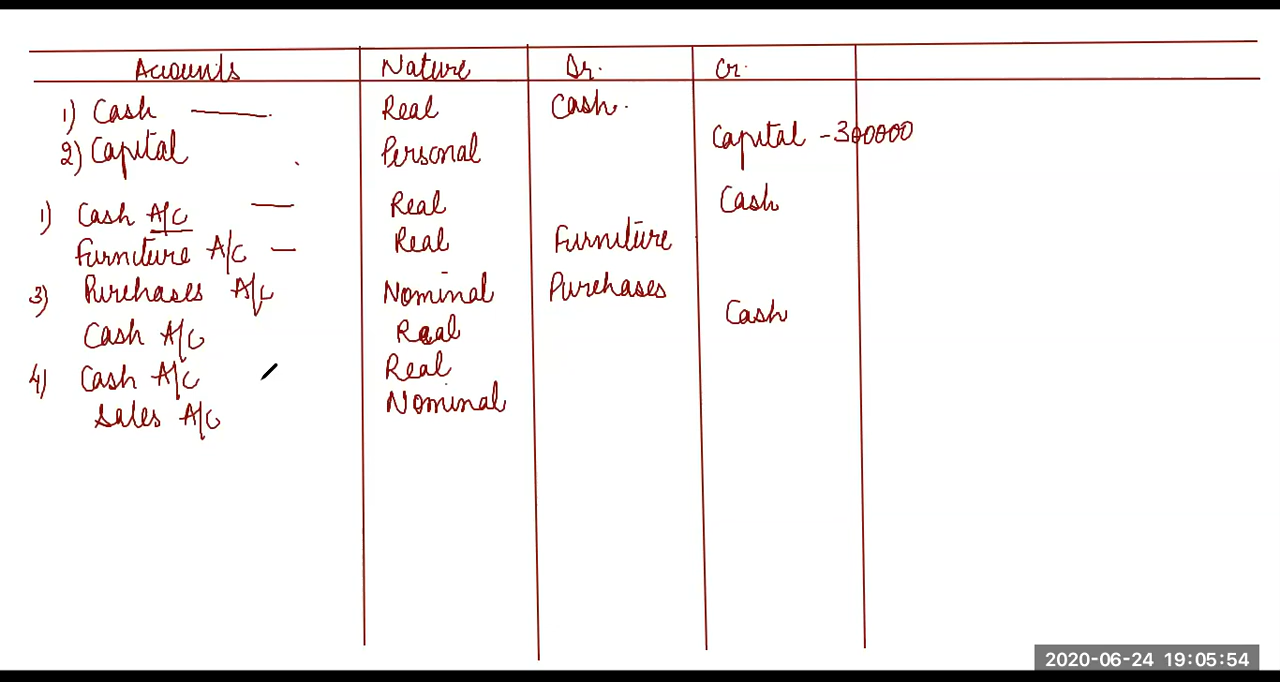 Accounts Nature Dr. Cr.
1) Cash Real Cash.
2) Capital Personal Capital - 300000
1) Cash A/C Real Cash
Furniture A/C Real Furniture
3) Purchases A/C Nominal Purchases
Cash A/C Real Cash
4) Cash A/C Real
Sales A/C Nominal
2020-06-24 19:05:54